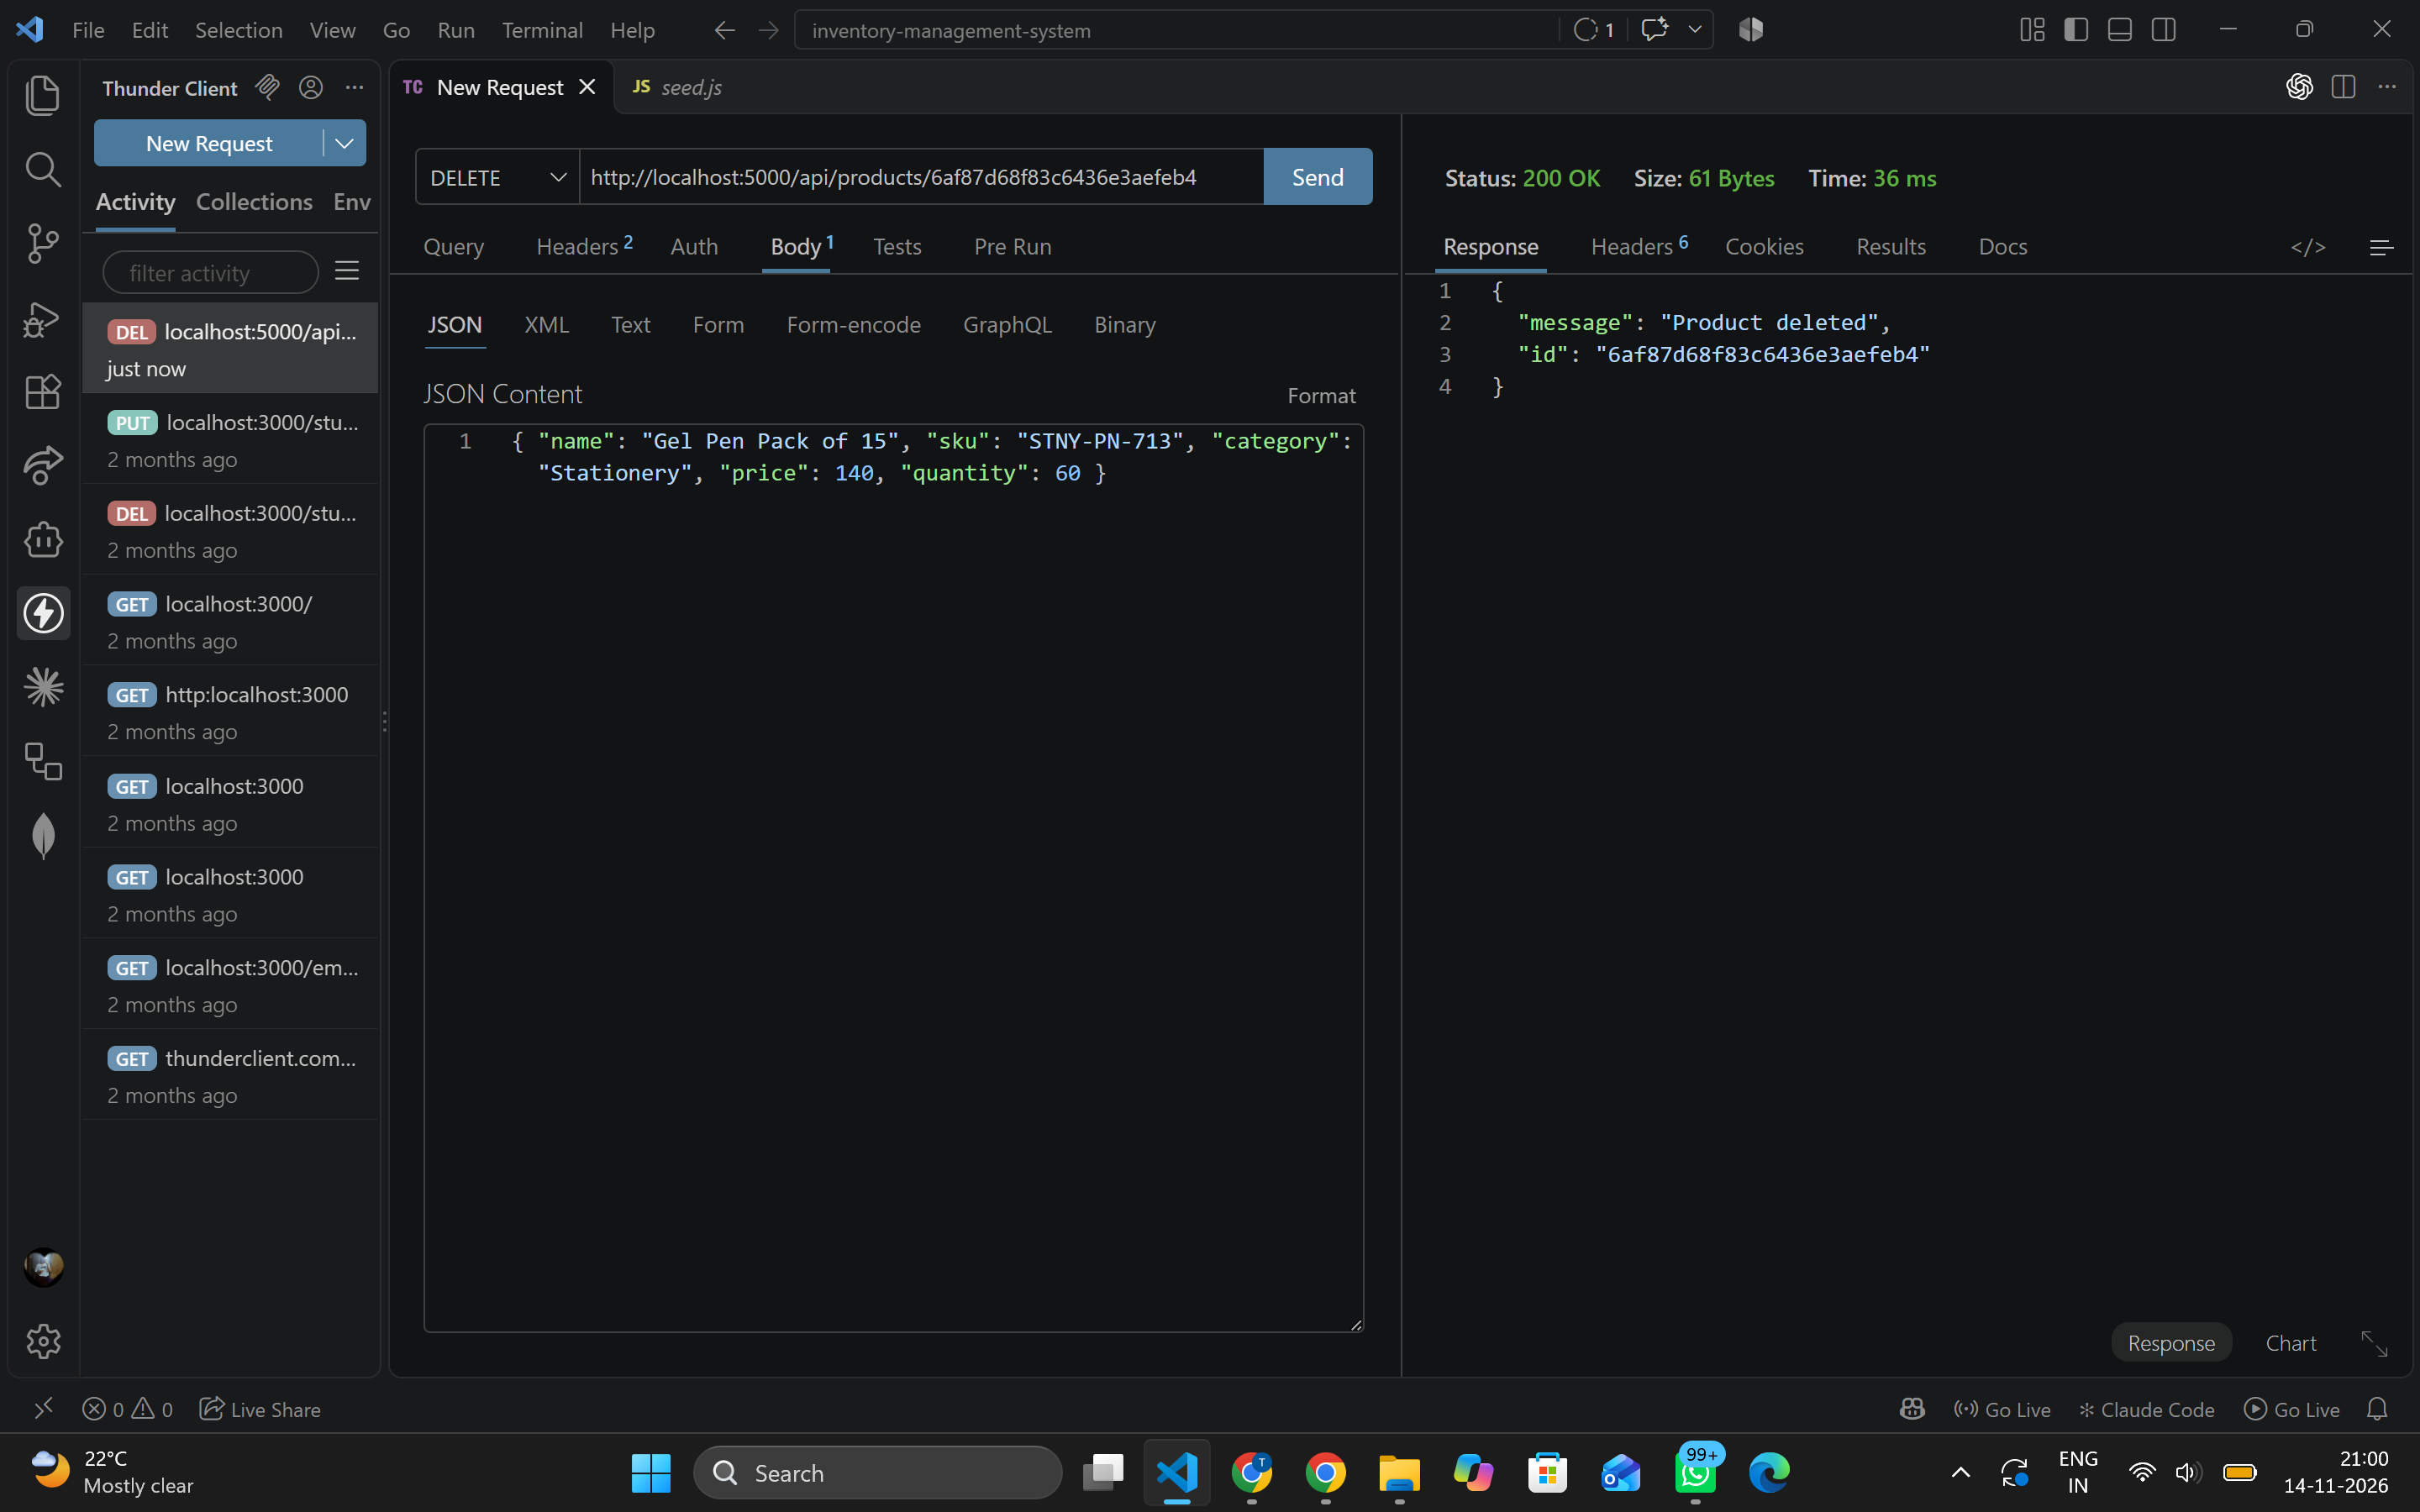 File Edit Selection View Go Run Terminal Help inventory-management-system 1
Thunder Client
New Request
Activity Collections Env
filter activity
DEL localhost:5000/api...
just now
PUT localhost:3000/stu...
2 months ago
DEL localhost:3000/stu...
2 months ago
GET localhost:3000/
2 months ago
GET http:localhost:3000
2 months ago
GET localhost:3000
2 months ago
GET localhost:3000
2 months ago
GET localhost:3000/em...
2 months ago
GET thunderclient.com...
2 months ago
TC New Request JS seed.js
DELETE http://localhost:5000/api/products/6af87d68f83c6436e3aefeb4 Send
Query Headers 2 Auth Body 1 Tests Pre Run
JSON XML Text Form Form-encode GraphQL Binary
JSON Content Format
1 { "name": "Gel Pen Pack of 15", "sku": "STNY-PN-713", "category":
"Stationery", "price": 140, "quantity": 60 }
Status: 200 OK Size: 61 Bytes Time: 36 ms
Response Headers 6 Cookies Results Docs </>
1 {
2 "message": "Product deleted",
3 "id": "6af87d68f83c6436e3aefeb4"
4 }
Response Chart
0 0 Live Share Go Live Claude Code Go Live
22°C
Mostly clear
Search
T
99+
ENG
IN
21:00
14-11-2026